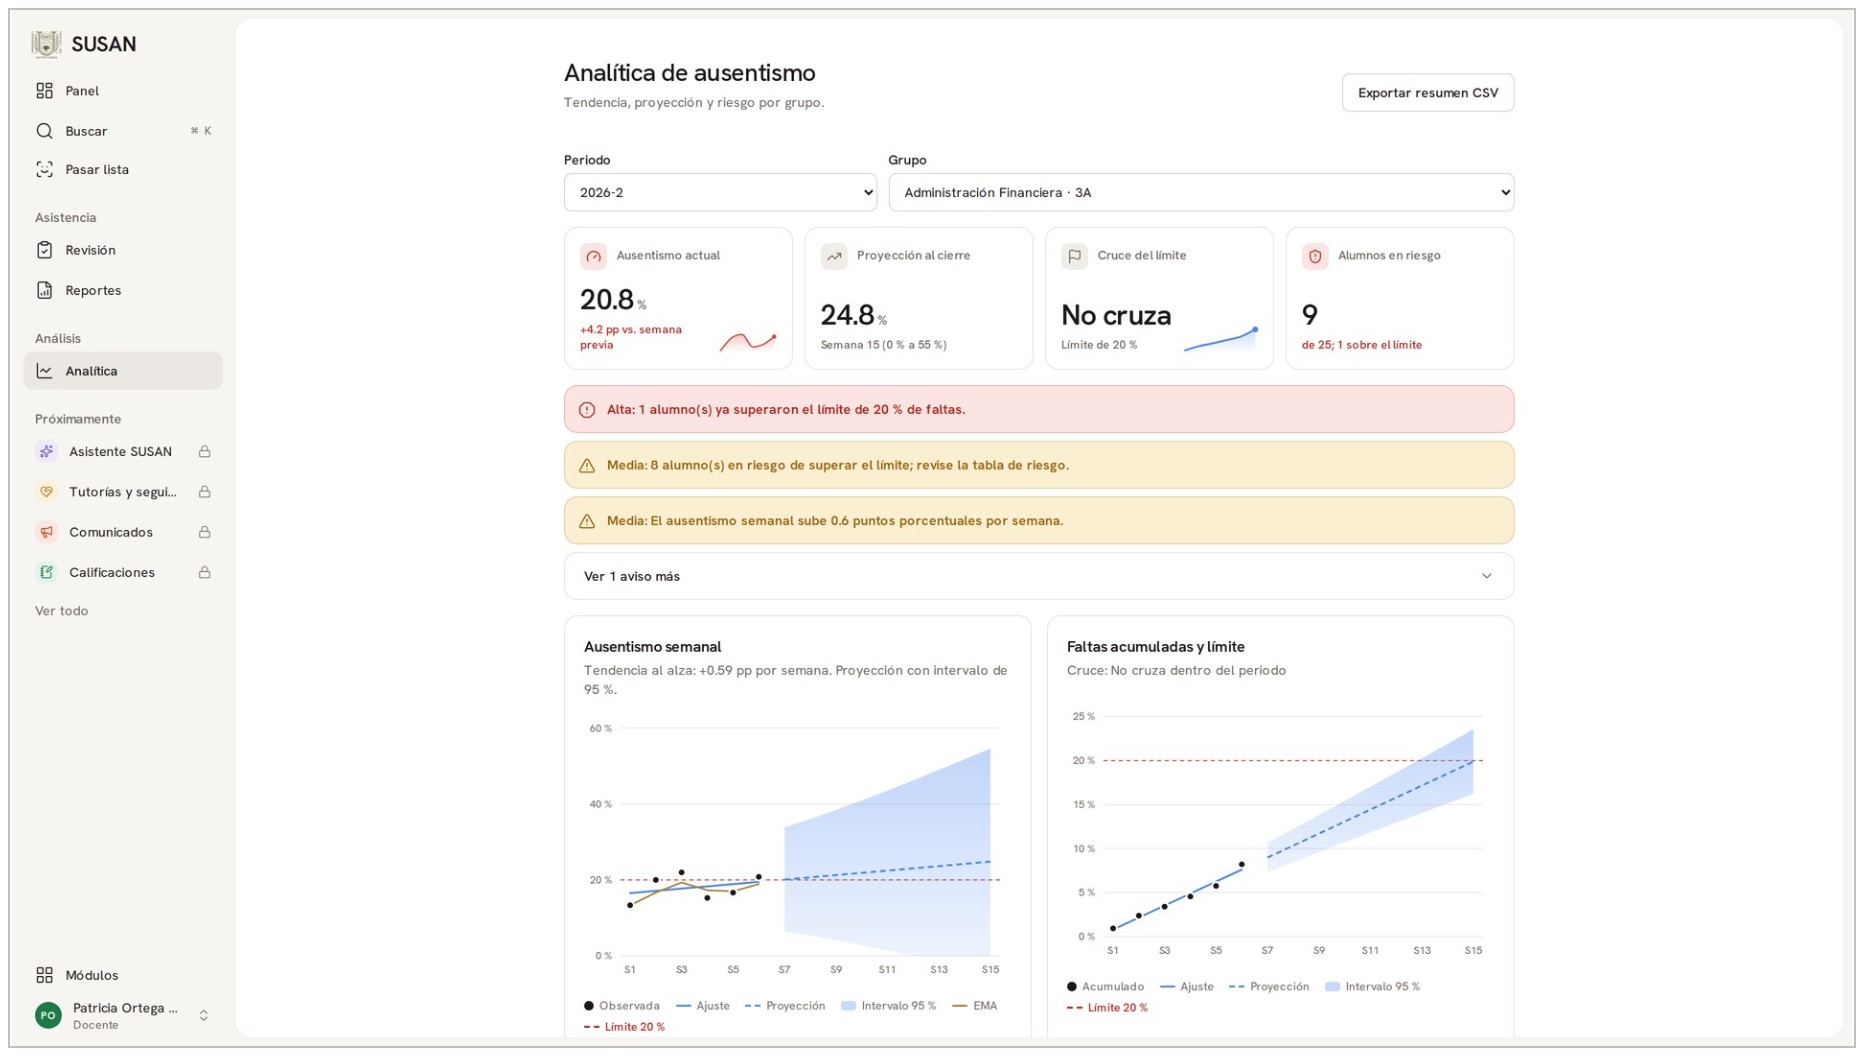 SUSAN
Panel
Buscar
⌘ K
Pasar lista
Asistencia
Revisión
Reportes
Análisis
Analítica
Próximamente
Asistente SUSAN
Tutorías y segui...
Comunicados
Calificaciones
Ver todo
Módulos
PO
Patricia Ortega ...
Docente
Analítica de ausentismo
Tendencia, proyección y riesgo por grupo.
Exportar resumen CSV
Periodo
2026-2
Grupo
Administración Financiera · 3A
Ausentismo actual
20.8 %
+4.2 pp vs. semana
previa
Proyección al cierre
24.8 %
Semana 15 (0 % a 55 %)
Cruce del límite
No cruza
Límite de 20 %
Alumnos en riesgo
9
de 25; 1 sobre el límite
Alta: 1 alumno(s) ya superaron el límite de 20 % de faltas.
Media: 8 alumno(s) en riesgo de superar el límite; revise la tabla de riesgo.
Media: El ausentismo semanal sube 0.6 puntos porcentuales por semana.
Ver 1 aviso más
Ausentismo semanal
Tendencia al alza: +0.59 pp por semana. Proyección con intervalo de
95 %.
60 %
40 %
20 %
0 %
S1 S3 S5 S7 S9 S11 S13 S15
Observada Ajuste Proyección Intervalo 95 % EMA
Límite 20 %
Faltas acumuladas y límite
Cruce: No cruza dentro del periodo
25 %
20 %
15 %
10 %
5 %
0 %
S1 S3 S5 S7 S9 S11 S13 S15
Acumulado Ajuste Proyección Intervalo 95 %
Límite 20 %